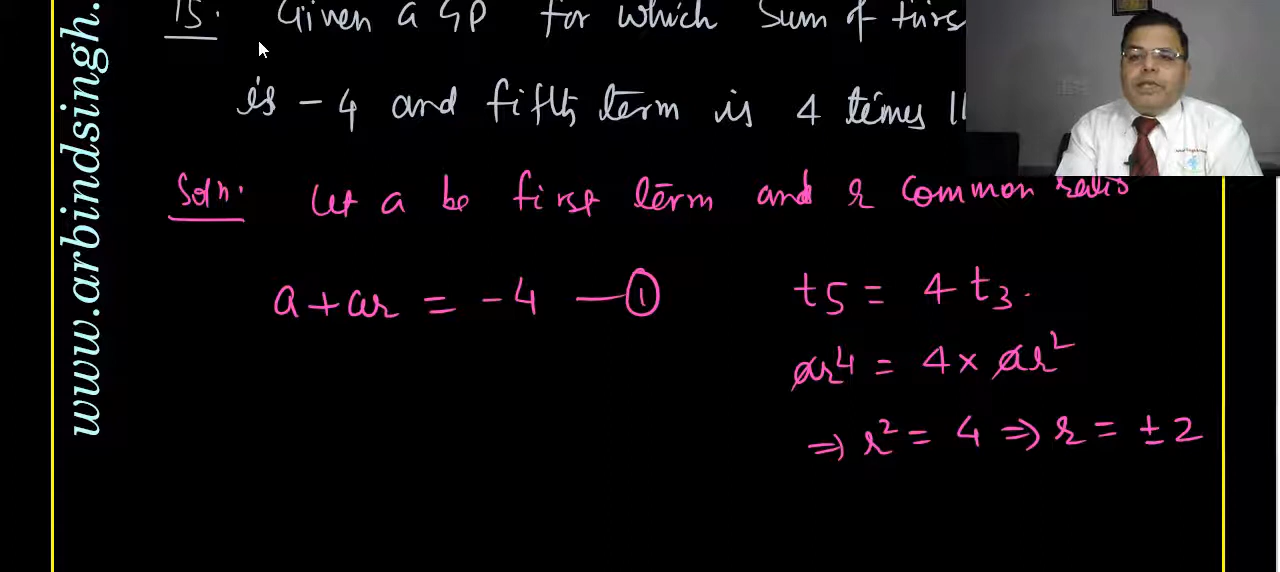 www.arbindsingh.
15. Given a GP for which Sum of
is -4 and fifth term is 4 times
Soln. Let a be first term and r common ratio
a + ar = -4 — ①
t5 = 4 t3.
ar⁴ = 4 × ar²
⇒ r² = 4 ⇒ r = ± 2